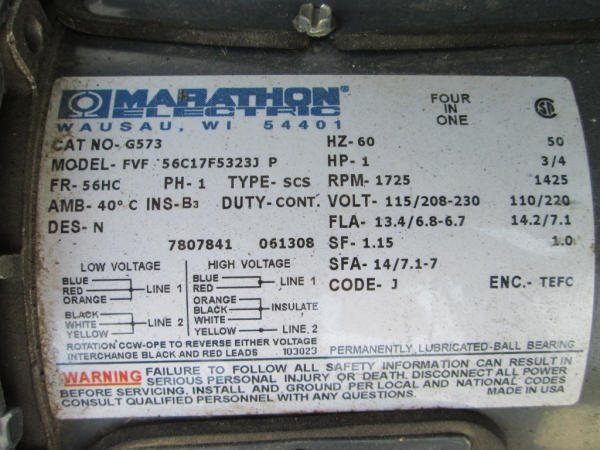 MARATHON®
ELECTRIC
WAUSAU, WI 54401
FOUR IN ONE
SA
CAT NO- G573 HZ- 60 50
MODEL- FVF 56C17F5323J P HP- 1 3/4
FR- 56HC PH- 1 TYPE- SCS RPM- 1725 1425
AMB- 40° C INS-B3 DUTY-CONT. VOLT- 115/208-230 110/220
DES- N FLA- 13.4/6.8-6.7 14.2/7.1
7807841 061308 SF- 1.15 1.0
SFA- 14/7.1-7
CODE- J ENC.- TEFC
LOW VOLTAGE
BLUE
RED LINE 1
ORANGE
BLACK
WHITE LINE 2
YELLOW
HIGH VOLTAGE
BLUE
RED LINE 1
ORANGE
BLACK INSULATE
WHITE
YELLOW LINE 2
ROTATION CCW-OPE TO REVERSE EITHER VOLTAGE
INTERCHANGE BLACK AND RED LEADS 103023
PERMANENTLY LUBRICATED-BALL BEARING
WARNING FAILURE TO FOLLOW ALL SAFETY INFORMATION CAN RESULT IN
SERIOUS PERSONAL INJURY OR DEATH. DISCONNECT ALL POWER
BEFORE SERVICING. INSTALL AND GROUND PER LOCAL AND NATIONAL CODES
CONSULT QUALIFIED PERSONNEL WITH ANY QUESTIONS. MADE IN USA